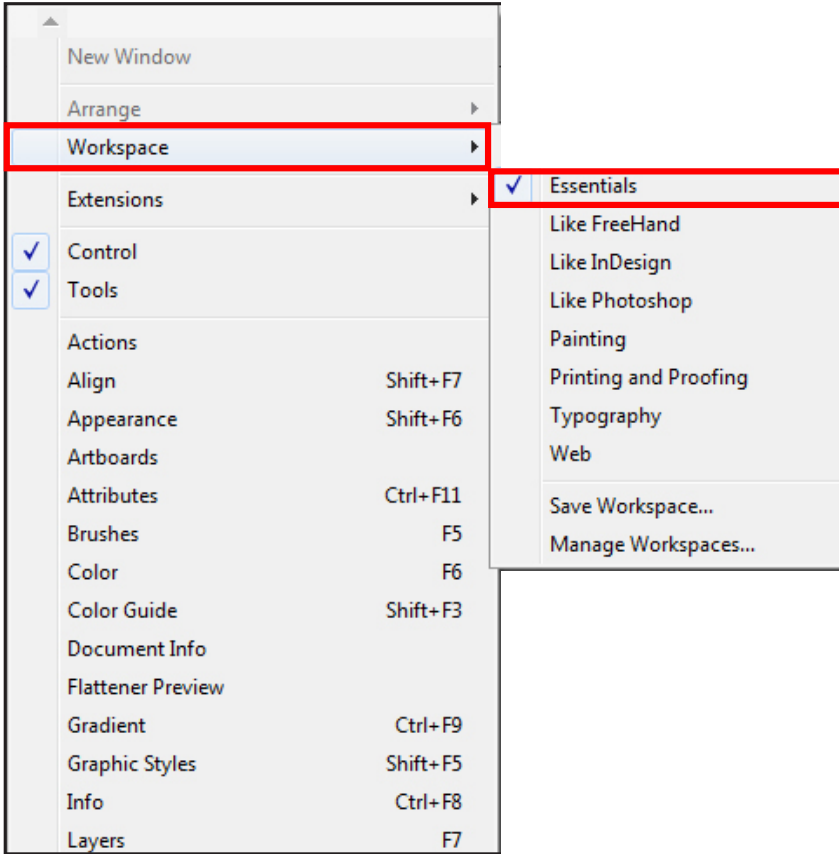 New Window
Arrange
Workspace
Extensions
Control
Tools
Actions
Align Shift+F7
Appearance Shift+F6
Artboards
Attributes Ctrl+F11
Brushes F5
Color F6
Color Guide Shift+F3
Document Info
Flattener Preview
Gradient Ctrl+F9
Graphic Styles Shift+F5
Info Ctrl+F8
Layers F7
Essentials
Like FreeHand
Like InDesign
Like Photoshop
Painting
Printing and Proofing
Typography
Web
Save Workspace...
Manage Workspaces...